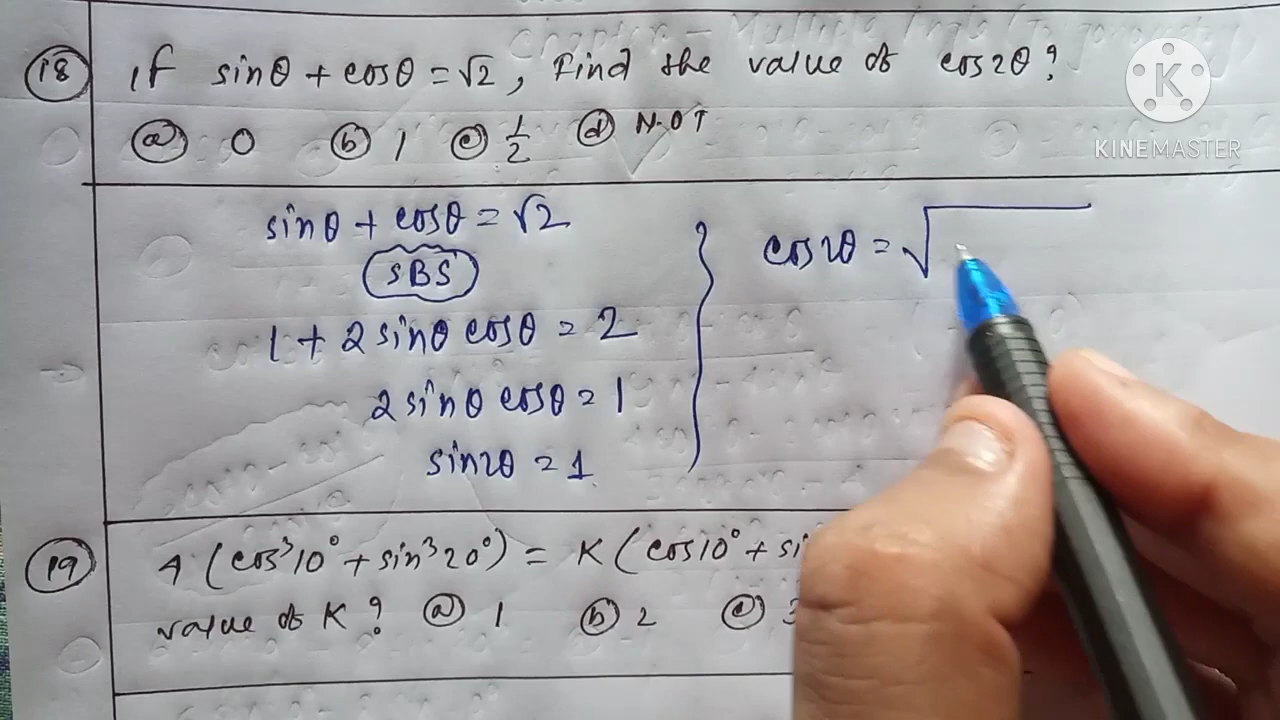 18 If sinθ + cosθ = √2, Find the value of cos2θ?
(a) 0 (b) 1 (c) 1/2 (d) N.O.T
sinθ + cosθ = √2
SBS
1 + 2 sinθ cosθ = 2
2 sinθ cosθ = 1
sin2θ = 1
cos2θ = √
19 4 (cos³10° + sin³20°) = K (cos10° + si
value of K? (a) 1 (b) 2 (c) 3
K
KINEMASTER